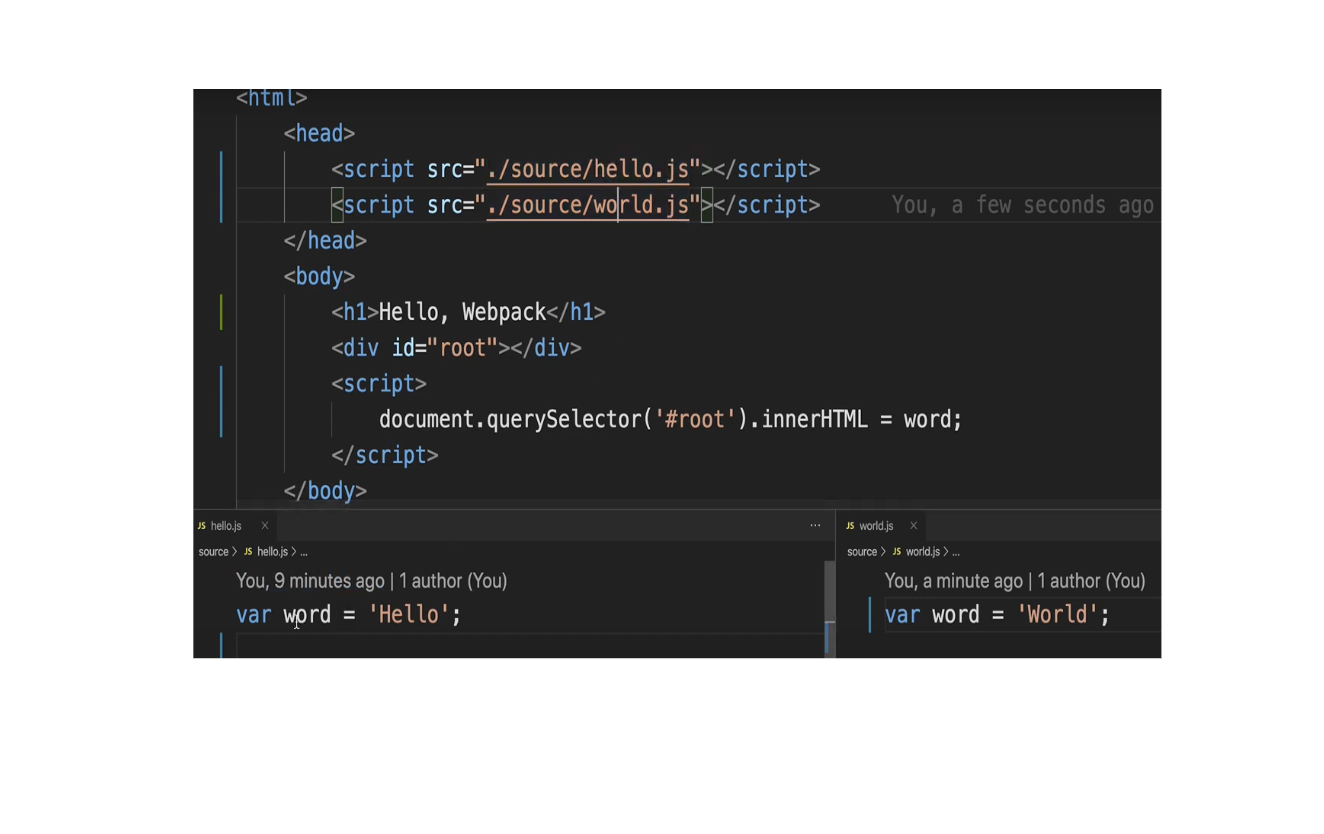 <html>
<head>
<script src="./source/hello.js"></script>
<script src="./source/world.js"></script> You, a few seconds ago
</head>
<body>
<h1>Hello, Webpack</h1>
<div id="root"></div>
<script>
document.querySelector('#root').innerHTML = word;
</script>
</body>
JS hello.js ×
source > JS hello.js > ...
You, 9 minutes ago | 1 author (You)
var word = 'Hello';
JS world.js ×
source > JS world.js > ...
You, a minute ago | 1 author (You)
var word = 'World';